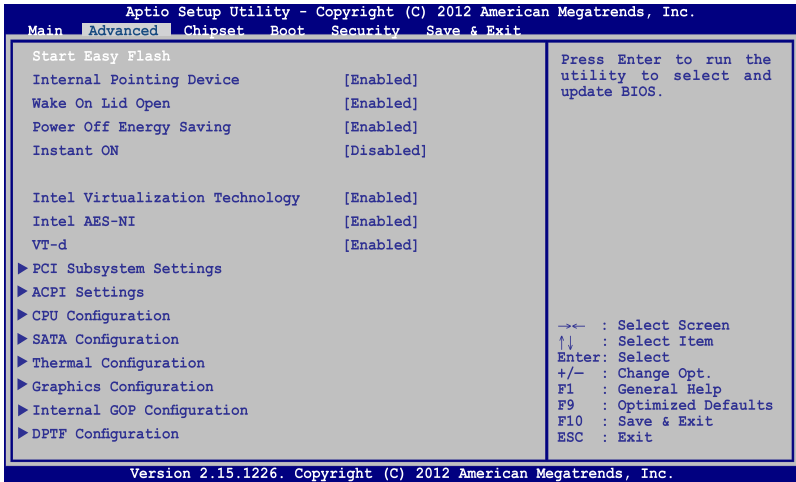 Aptio Setup Utility - Copyright (C) 2012 American Megatrends, Inc.
Main Advanced Chipset Boot Security Save & Exit
Start Easy Flash
Internal Pointing Device [Enabled]
Wake On Lid Open [Enabled]
Power Off Energy Saving [Enabled]
Instant ON [Disabled]
Intel Virtualization Technology [Enabled]
Intel AES-NI [Enabled]
VT-d [Enabled]
PCI Subsystem Settings
ACPI Settings
CPU Configuration
SATA Configuration
Thermal Configuration
Graphics Configuration
Internal GOP Configuration
DPTF Configuration
Press Enter to run the
utility to select and
update BIOS.
→← : Select Screen
↑↓ : Select Item
Enter: Select
+/— : Change Opt.
F1 : General Help
F9 : Optimized Defaults
F10 : Save & Exit
ESC : Exit
Version 2.15.1226. Copyright (C) 2012 American Megatrends, Inc.